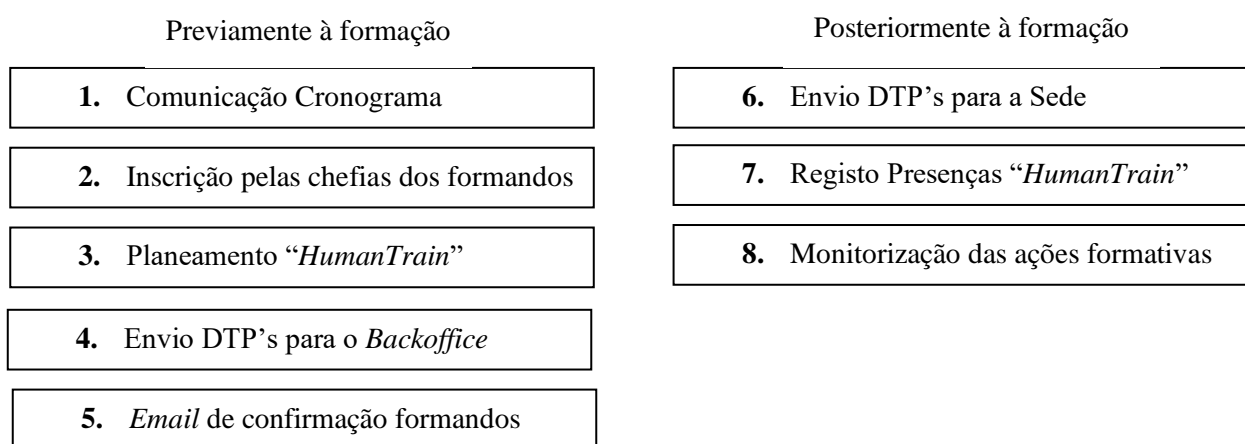 Previamente à formação
1. Comunicação Cronograma
2. Inscrição pelas chefias dos formandos
3. Planeamento “HumanTrain”
4. Envio DTP’s para o Backoffice
5. Email de confirmação formandos
Posteriormente à formação
6. Envio DTP’s para a Sede
7. Registo Presenças “HumanTrain”
8. Monitorização das ações formativas